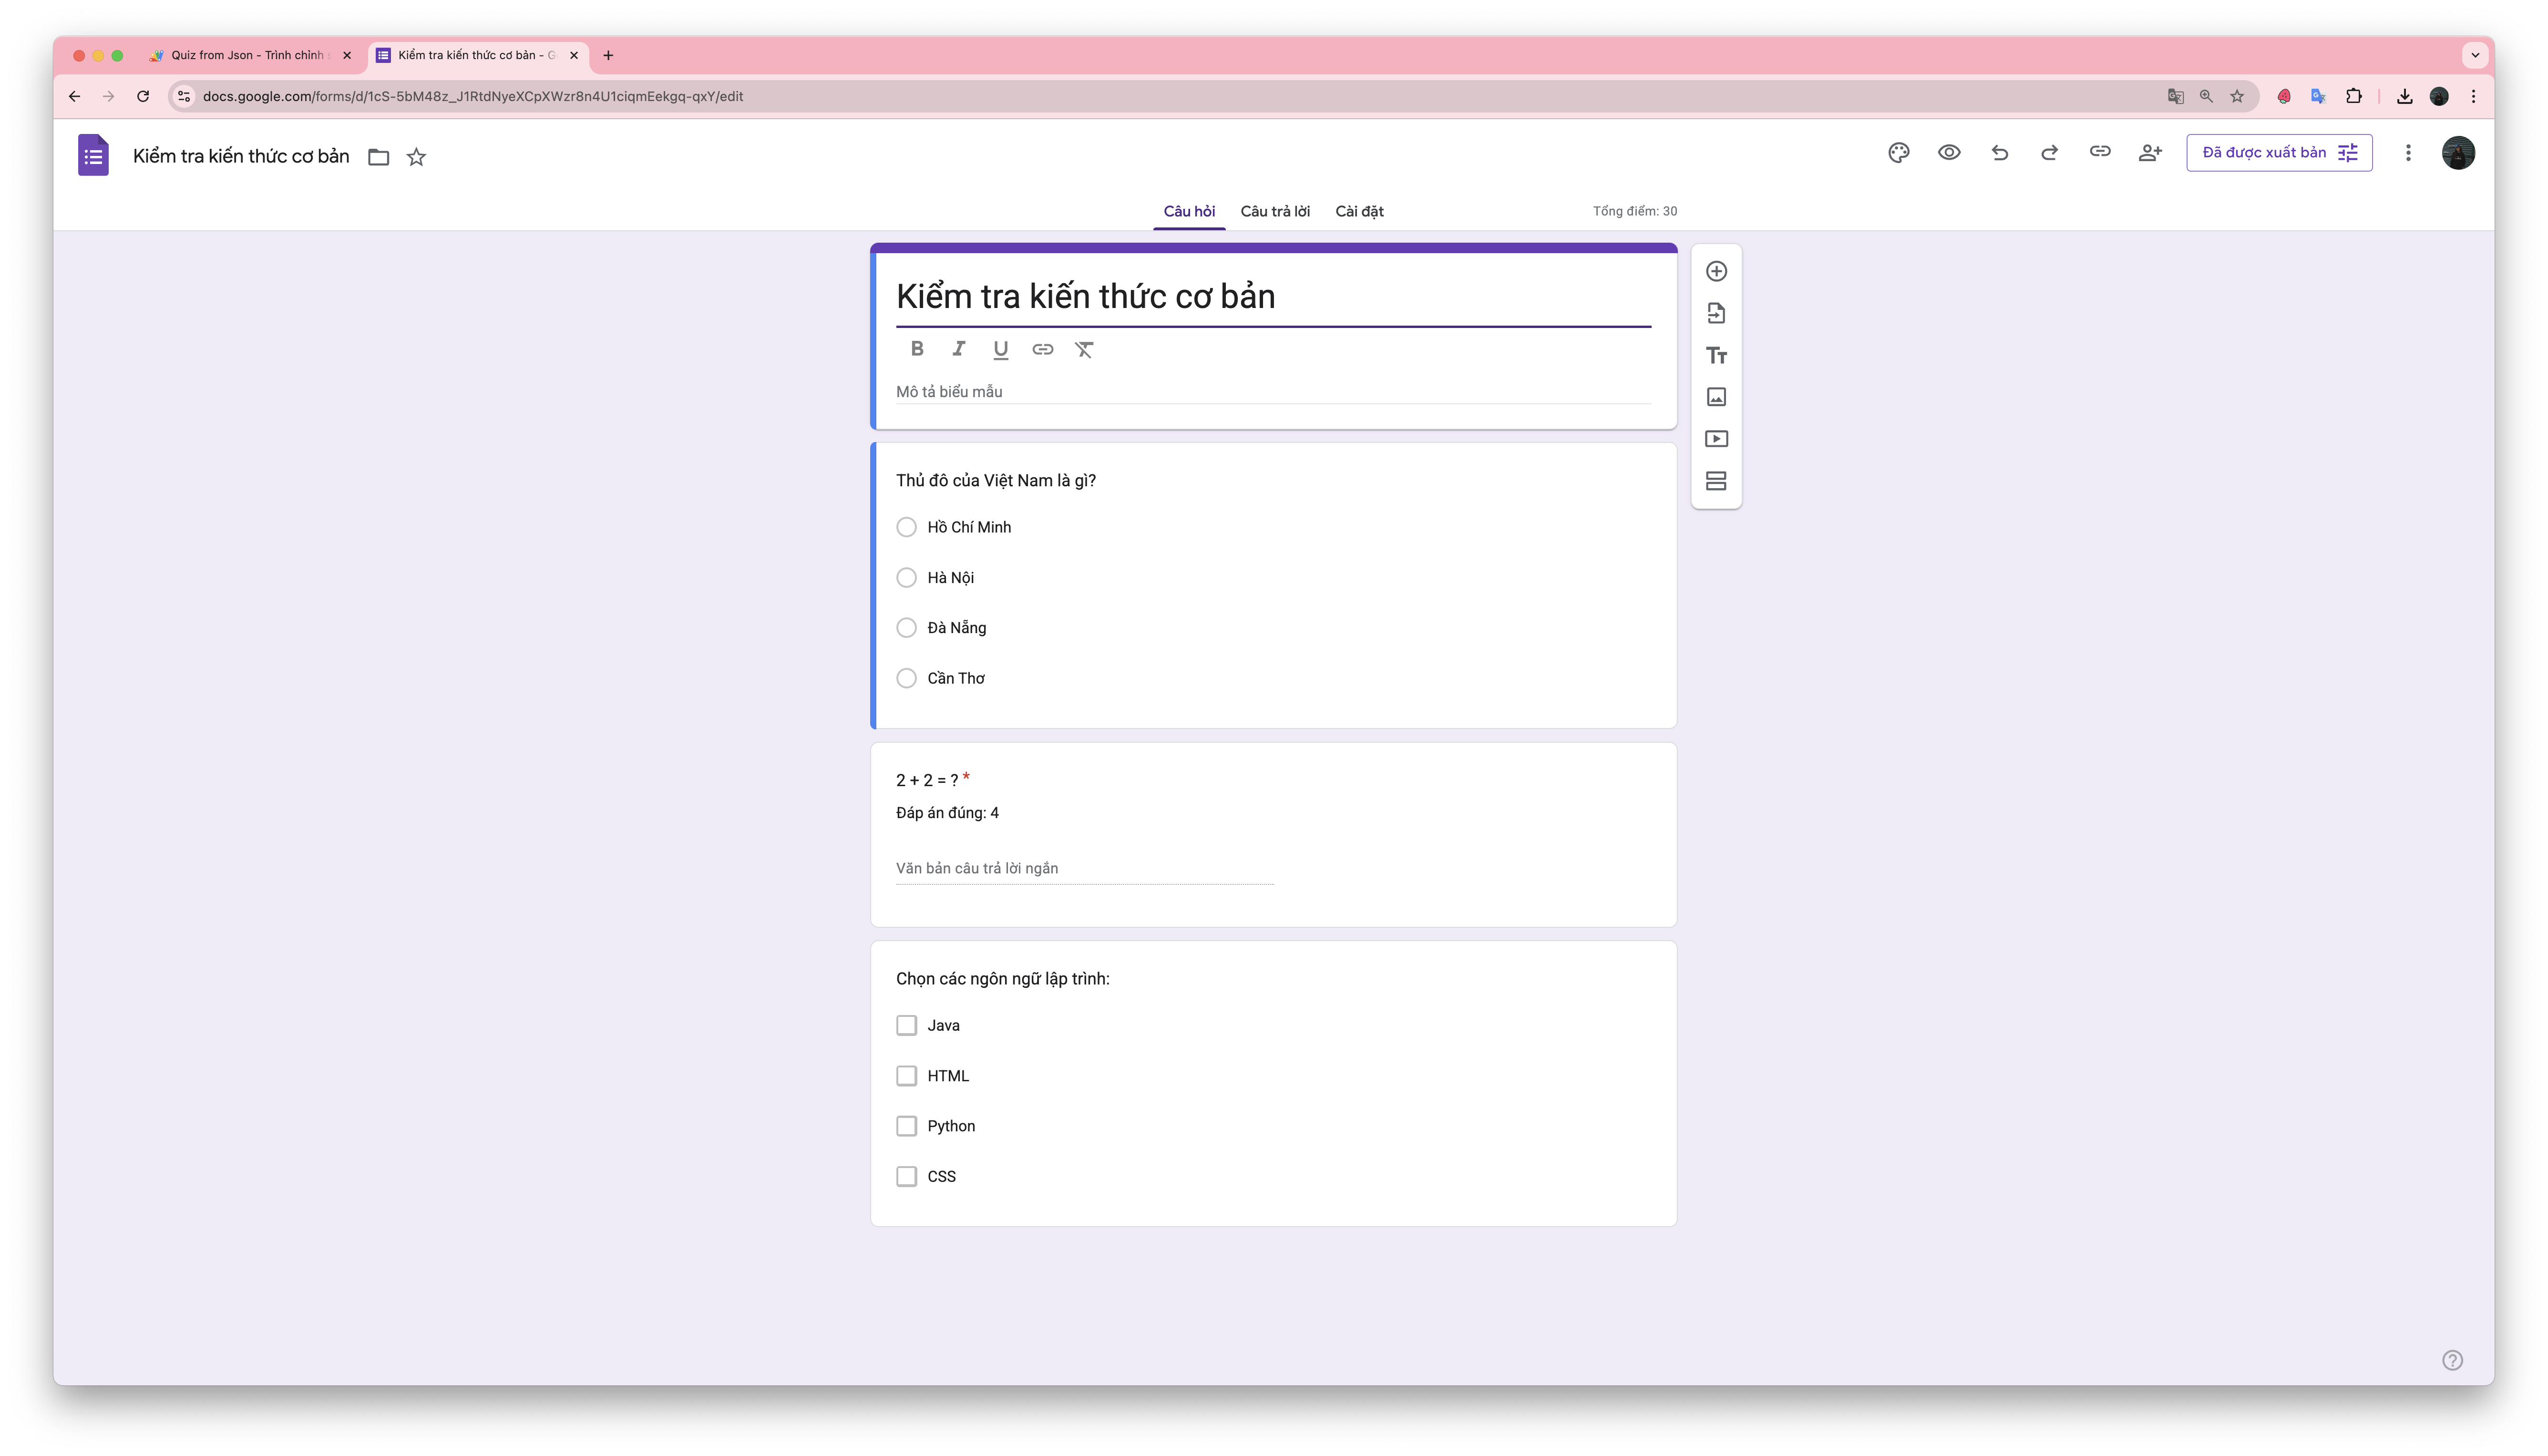 Quiz from Json - Trình chỉnh s
Kiểm tra kiến thức cơ bản - G
docs.google.com/forms/d/1cS-5bM48z_J1RtdNyeXCpXWzr8n4U1ciqmEekgq-qxY/edit
Kiểm tra kiến thức cơ bản
Đã được xuất bản
Câu hỏi Câu trả lời Cài đặt
Tổng điểm: 30
Kiểm tra kiến thức cơ bản
B I U
Mô tả biểu mẫu
Thủ đô của Việt Nam là gì?
Hồ Chí Minh
Hà Nội
Đà Nẵng
Cần Thơ
2 + 2 = ? *
Đáp án đúng: 4
Văn bản câu trả lời ngắn
Chọn các ngôn ngữ lập trình:
Java
HTML
Python
CSS